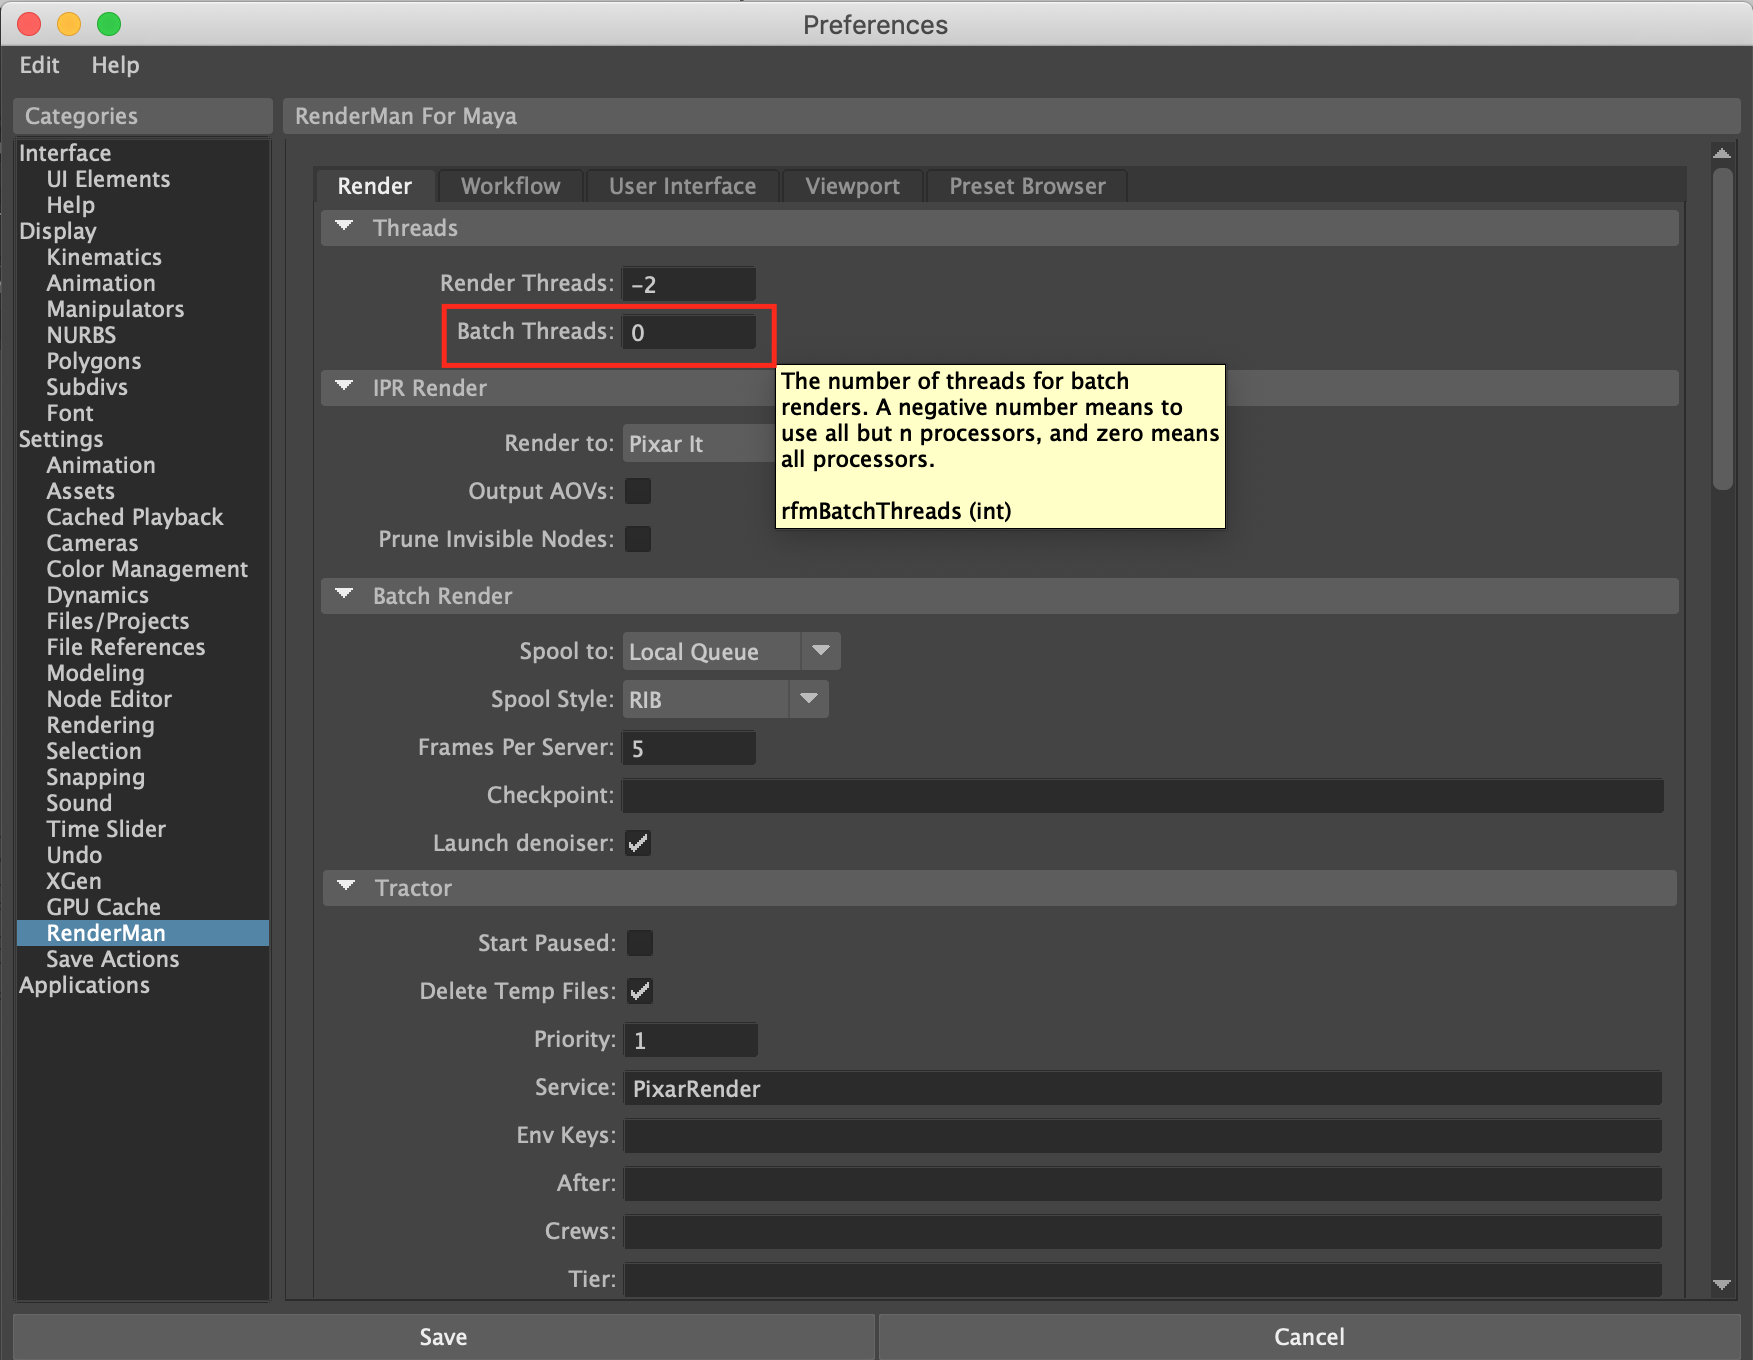 Preferences
Edit Help
Categories
Interface
UI Elements
Help
Display
Kinematics
Animation
Manipulators
NURBS
Polygons
Subdivs
Font
Settings
Animation
Assets
Cached Playback
Cameras
Color Management
Dynamics
Files/Projects
File References
Modeling
Node Editor
Rendering
Selection
Snapping
Sound
Time Slider
Undo
XGen
GPU Cache
RenderMan
Save Actions
Applications
RenderMan For Maya
Render Workflow User Interface Viewport Preset Browser
Threads
Render Threads: -2
Batch Threads: 0
The number of threads for batch
renders. A negative number means to
use all but n processors, and zero means
all processors.
rfmBatchThreads (int)
IPR Render
Render to: Pixar It
Output AOVs:
Prune Invisible Nodes:
Batch Render
Spool to: Local Queue
Spool Style: RIB
Frames Per Server: 5
Checkpoint:
Launch denoiser:
Tractor
Start Paused:
Delete Temp Files:
Priority: 1
Service: PixarRender
Env Keys:
After:
Crews:
Tier:
Save Cancel